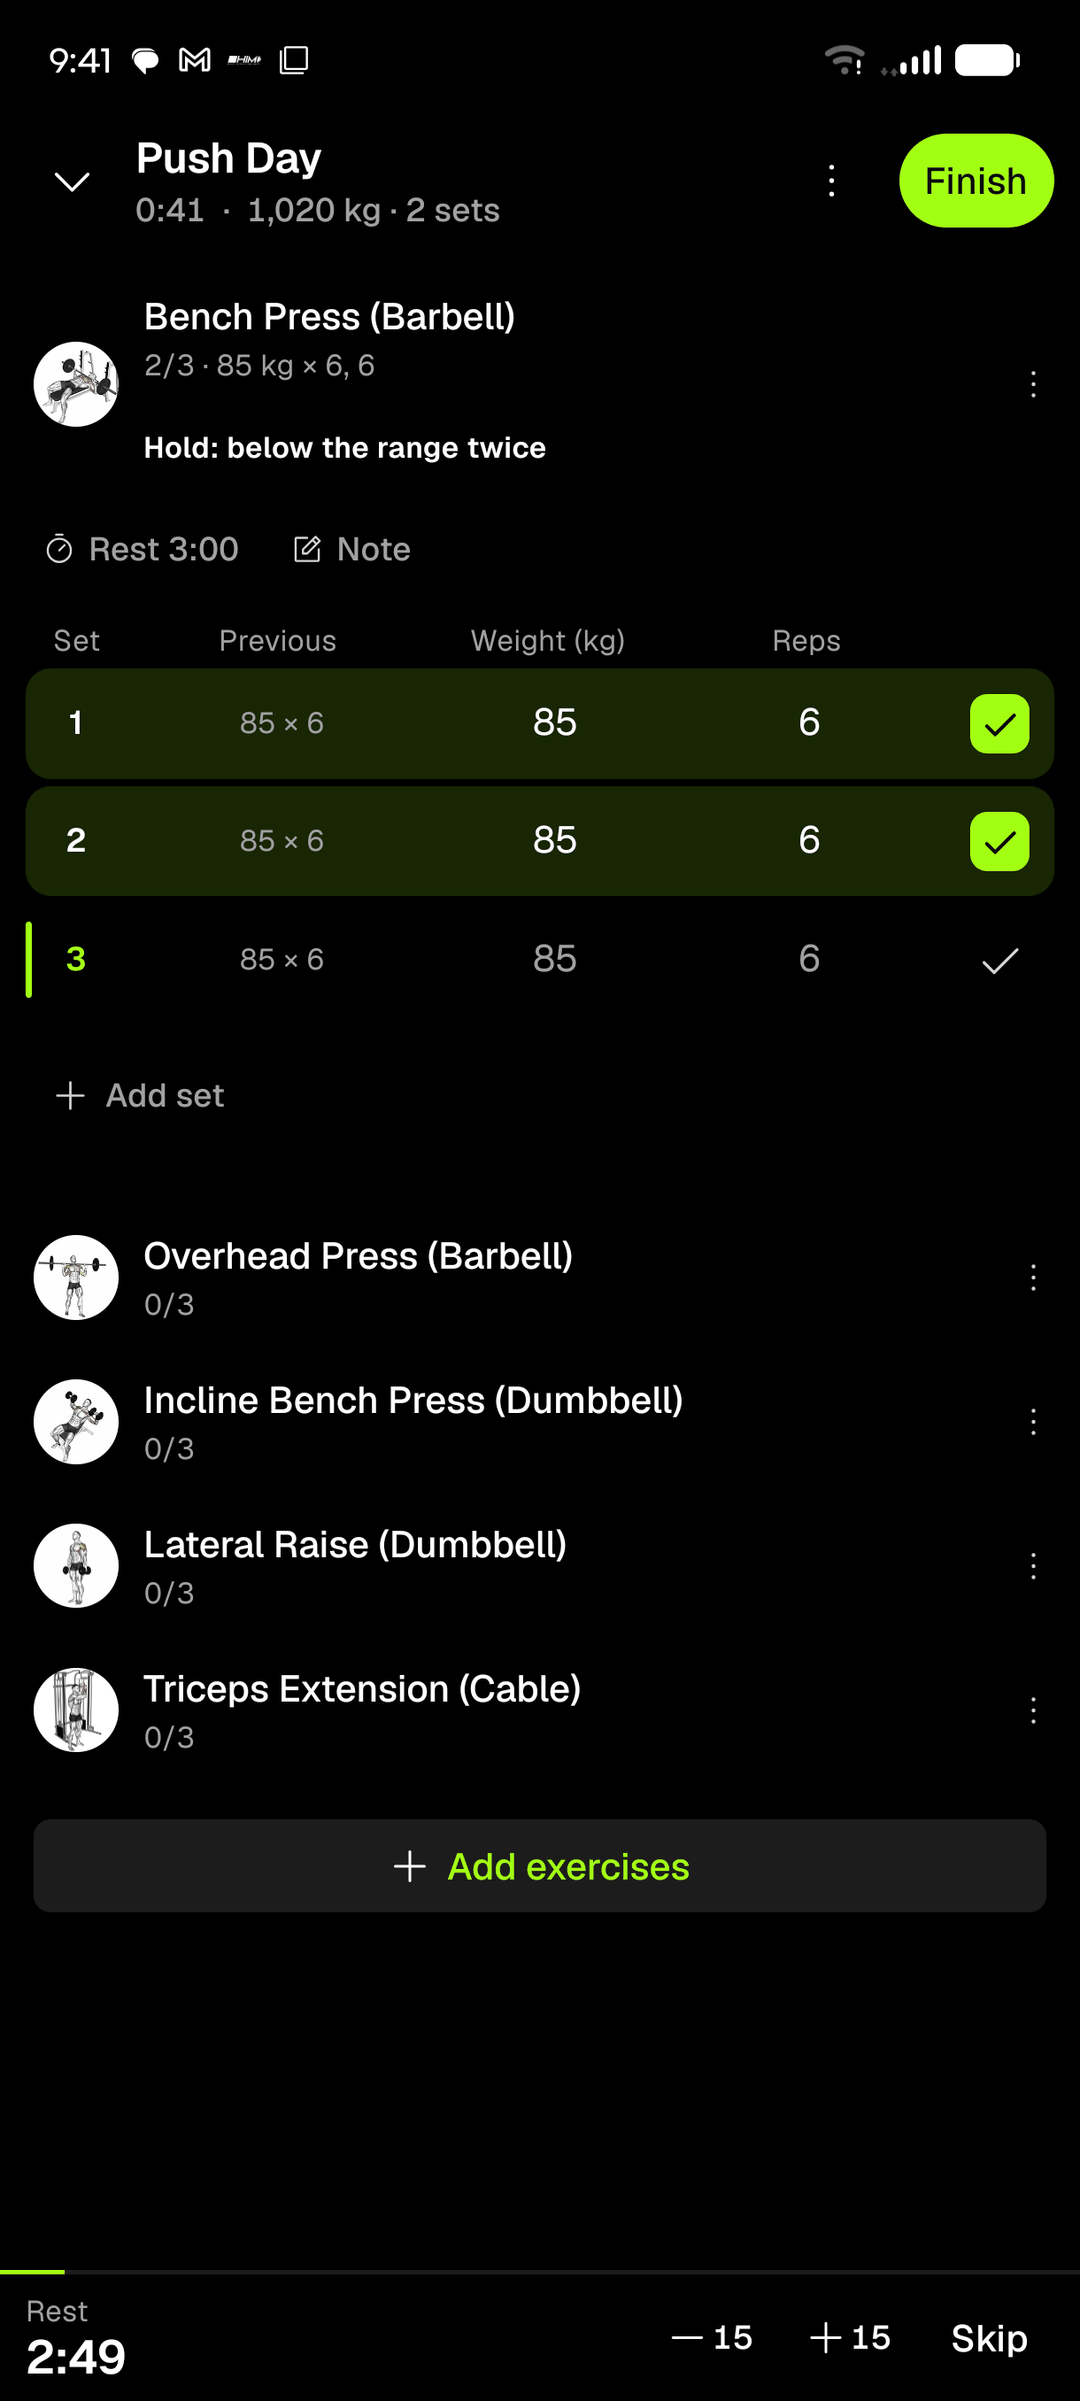 9:41
Push Day
0:41 · 1,020 kg · 2 sets
Finish
Bench Press (Barbell)
2/3 · 85 kg × 6, 6
Hold: below the range twice
Rest 3:00 Note
Set Previous Weight (kg) Reps
1 85 × 6 85 6
2 85 × 6 85 6
3 85 × 6 85 6
+ Add set
Overhead Press (Barbell)
0/3
Incline Bench Press (Dumbbell)
0/3
Lateral Raise (Dumbbell)
0/3
Triceps Extension (Cable)
0/3
+ Add exercises
Rest
2:49
— 15 + 15 Skip